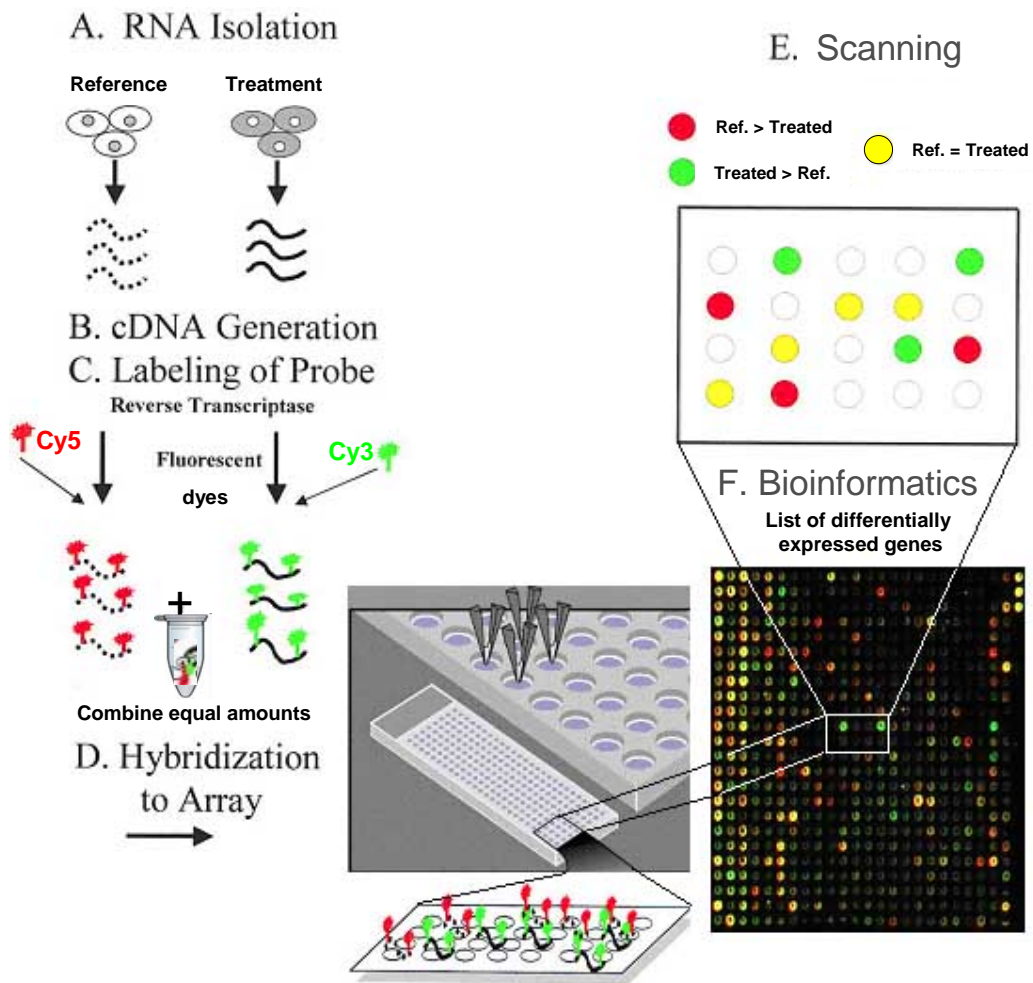 A. RNA Isolation
Reference
Treatment
B. cDNA Generation
C. Labeling of Probe
Reverse Transcriptase
Cy5
Fluorescent
dyes
Cy3
+
Combine equal amounts
D. Hybridization
to Array
E. Scanning
Ref. > Treated
Treated > Ref.
Ref. = Treated
F. Bioinformatics
List of differentially
expressed genes